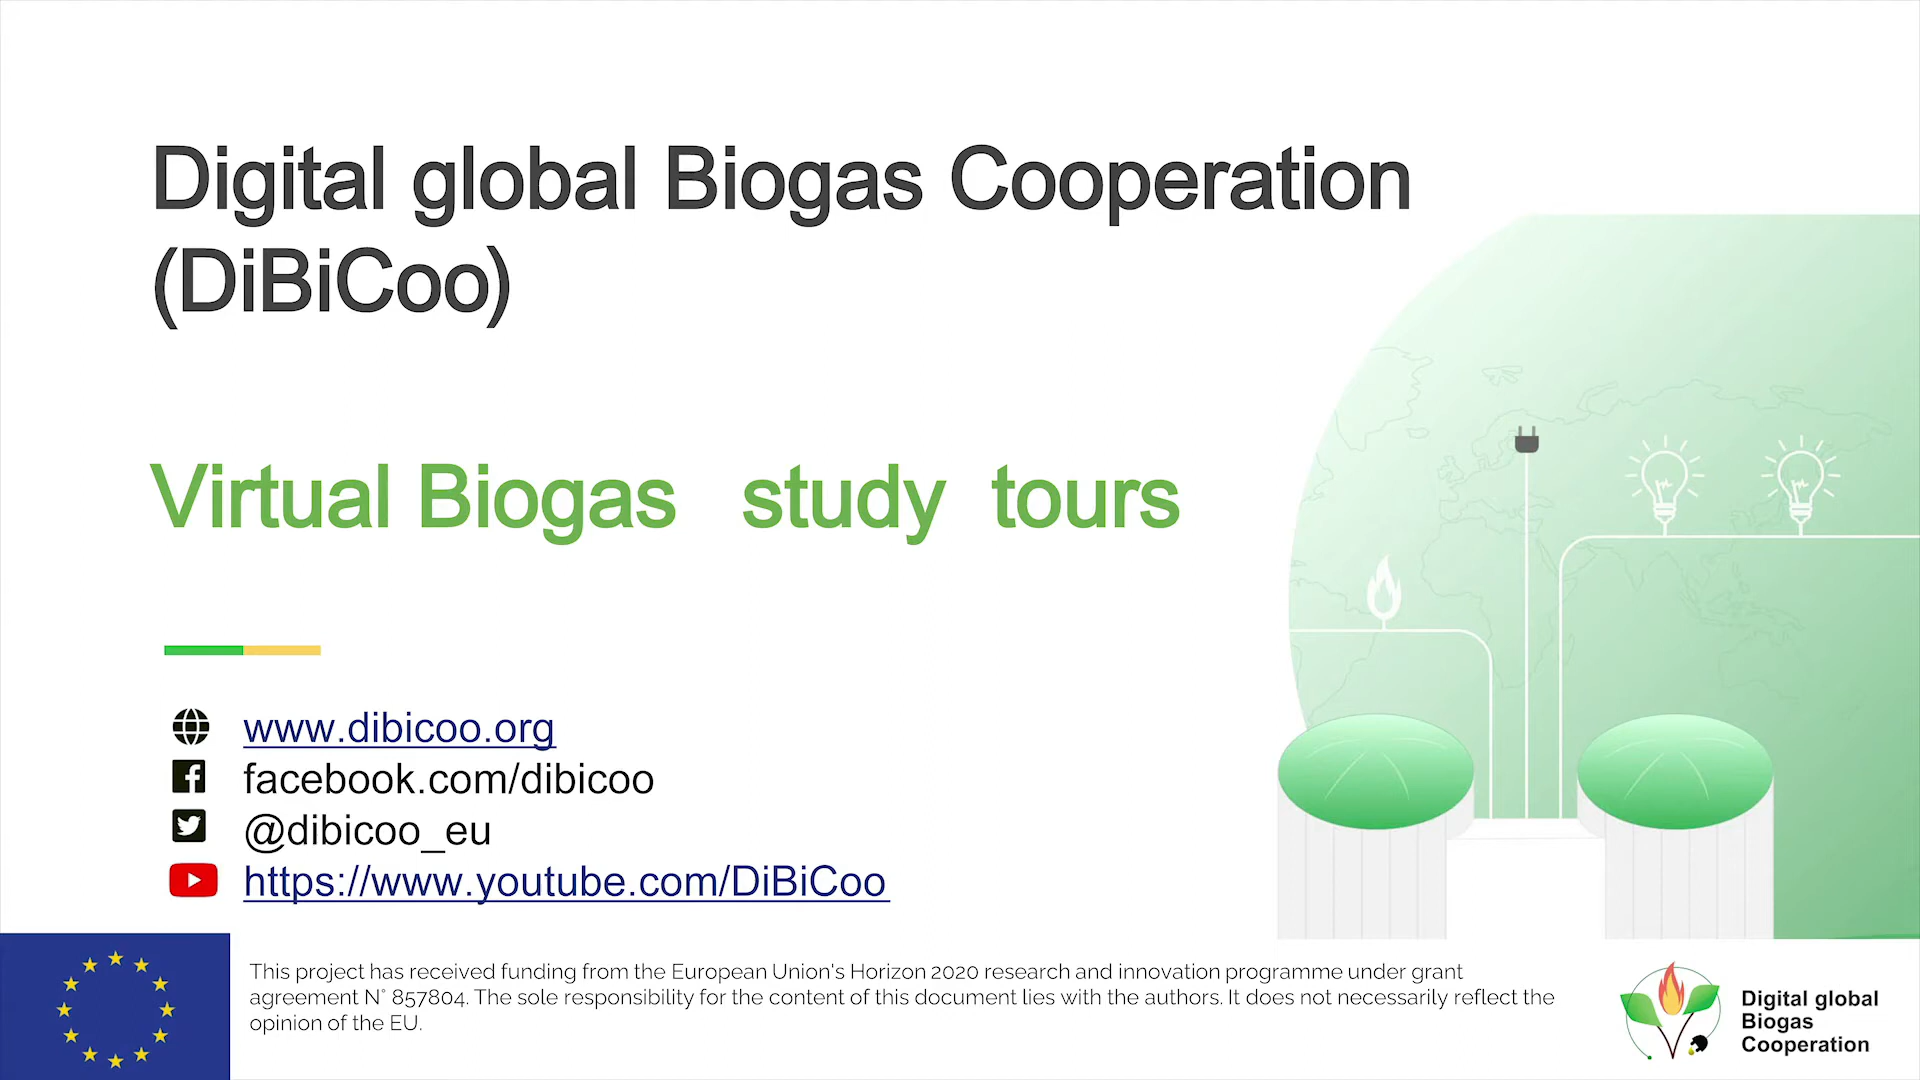 Digital global Biogas Cooperation
(DiBiCoo)
Virtual Biogas study tours
www.dibicoo.org
facebook.com/dibicoo
@dibicoo_eu
https://www.youtube.com/DiBiCoo
This project has received funding from the European Union's Horizon 2020 research and innovation programme under grant
agreement N° 857804. The sole responsibility for the content of this document lies with the authors. It does not necessarily reflect the
opinion of the EU.
Digital global
Biogas
Cooperation